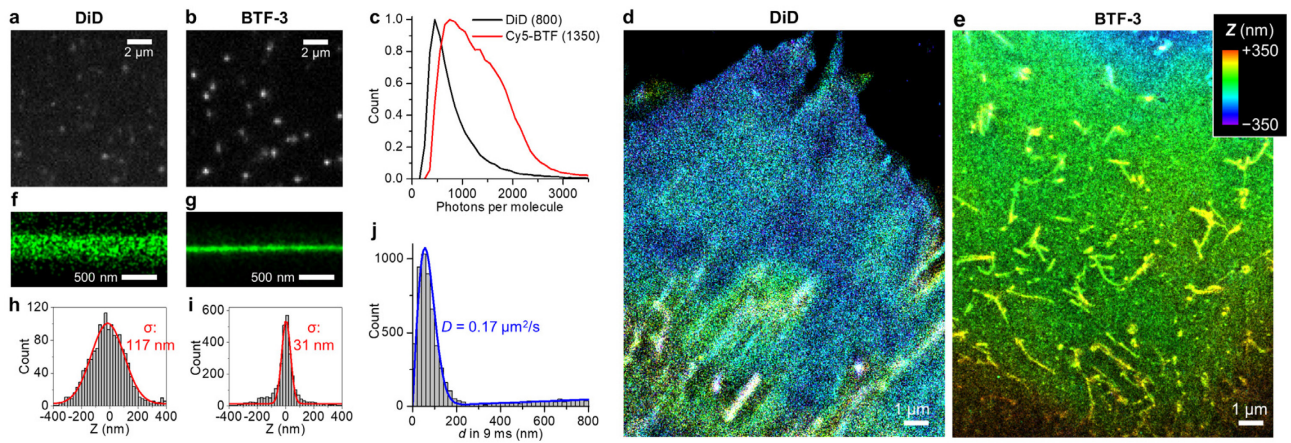 a DiD
2 µm
b BTF-3
2 µm
c
DiD (800)
Cy5-BTF (1350)
Count
1.0
0.8
0.6
0.4
0.2
0.0
0 1000 2000 3000
Photons per molecule
d DiD
1 µm
e BTF-3
Z (nm)
+350
−350
1 µm
f
500 nm
g
500 nm
h
σ:
117 nm
Count
120
80
40
0
-400 -200 0 200 400
Z (nm)
i
σ:
31 nm
Count
600
400
200
0
-400 -200 0 200 400
Z (nm)
j
D = 0.17 µm²/s
Count
1000
500
0
0 200 400 600 800
d in 9 ms (nm)